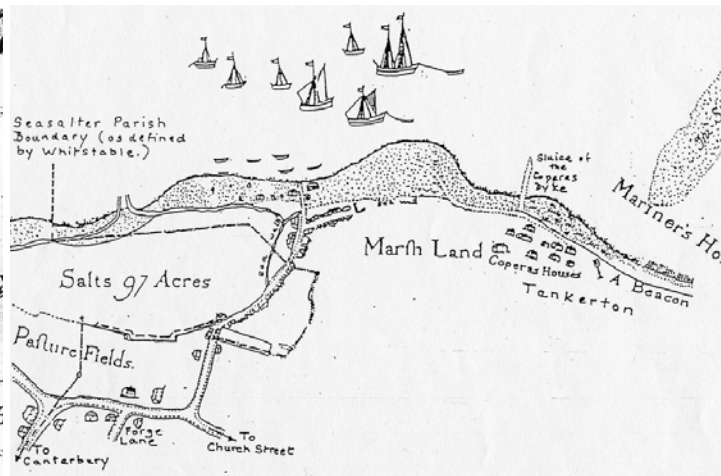 Seasalter Parish
Boundary (as defined
by Whitstable.)
Sluice of
the
Coperas
Dyke
Mariner's
Salts 97 Acres
Marſh Land
Coperas Houses
A Beacon
Tankerton
Paſture Fields.
Forge
Lane
To
Church Street
To
Canterbury